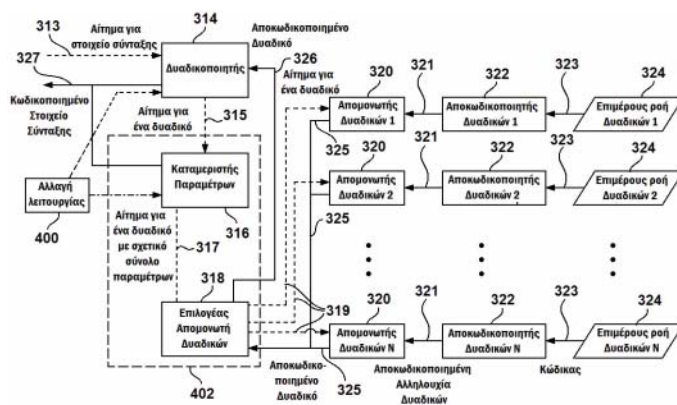 313
Αίτημα για
στοιχείο σύνταξης
314
Δυαδικοποιητής
Αποκωδικοποιημένο
Δυαδικό
326
327
Κωδικοποιημένο
Στοιχείο
Σύνταξης
Αίτημα για
ένα δυαδικό
315
Αίτημα για
ένα δυαδικό
Καταμεριστής
Παραμέτρων
316
Αλλαγή
λειτουργίας
400
Αίτημα για
ένα δυαδικό
με σχετικό
σύνολο
παραμέτρων
317
318
Επιλογέας
Απομονωτή
Δυαδικών
319
402
Αποκωδικο-
ποιημένο
Δυαδικό
325
320
Απομονωτής
Δυαδικών 1
321
322
Αποκωδικοποιητής
Δυαδικών 1
323
324
Επιμέρους ροή
Δυαδικών 1
325
320
Απομονωτής
Δυαδικών 2
321
322
Αποκωδικοποιητής
Δυαδικών 2
323
324
Επιμέρους ροή
Δυαδικών 2
325
320
Απομονωτής
Δυαδικών N
321
322
Αποκωδικοποιητής
Δυαδικών N
323
324
Επιμέρους ροή
Δυαδικών N
Αποκωδικοποιημένη
Αλληλουχία
Δυαδικών
Κώδικας